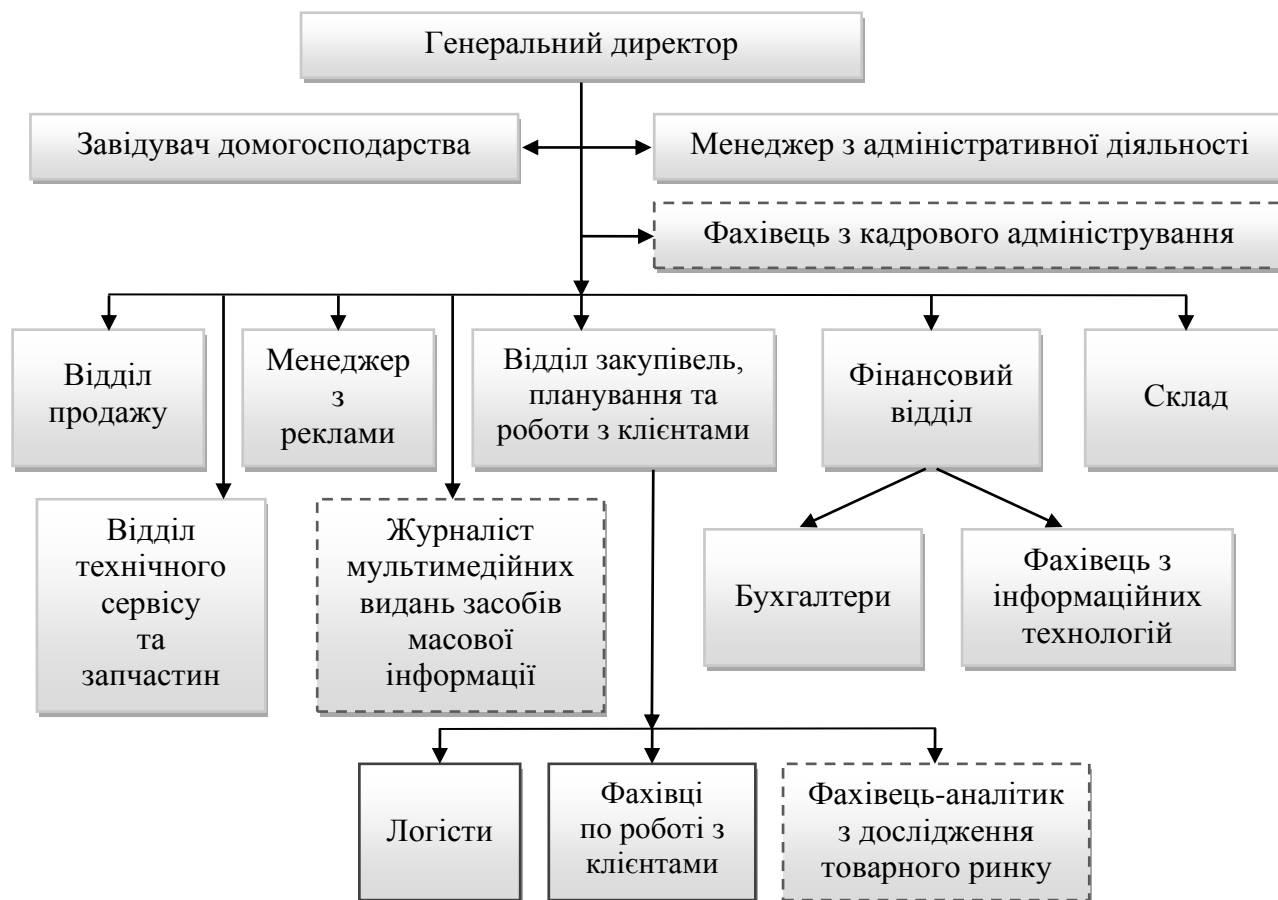 Генеральний директор
Завідувач домогосподарства
Менеджер з адміністративної діяльності
Фахівець з кадрового адміністрування
Відділ
продажу
Менеджер
з
реклами
Відділ закупівель,
планування та
роботи з клієнтами
Фінансовий
відділ
Склад
Відділ
технічного
сервісу
та
запчастин
Журналіст
мультимедійних
видань засобів
масової
інформації
Бухгалтери
Фахівець з
інформаційних
технологій
Логісти
Фахівці
по роботі з
клієнтами
Фахівець-аналітик
з дослідження
товарного ринку